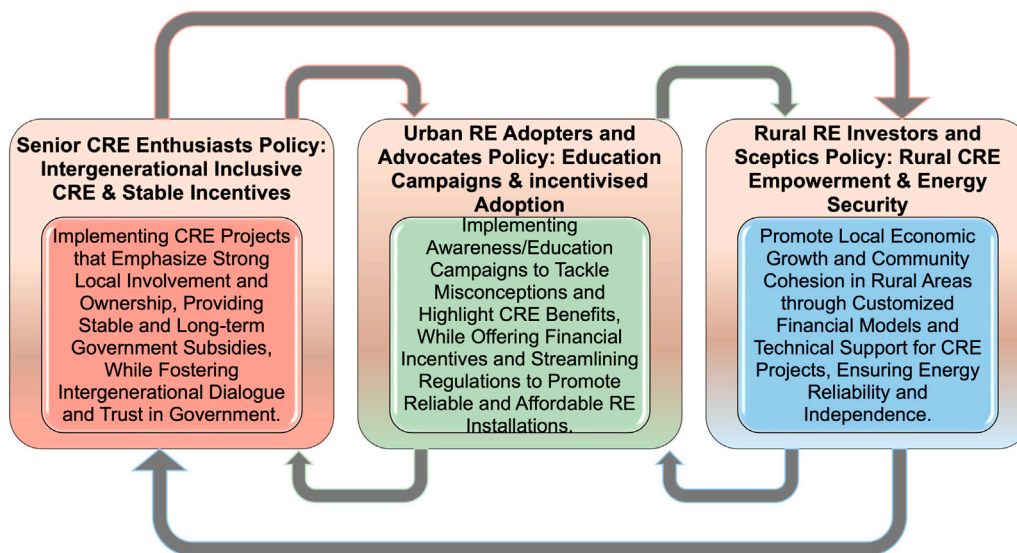 Senior CRE Enthusiasts Policy:
Intergenerational Inclusive
CRE & Stable Incentives
Implementing CRE Projects
that Emphasize Strong
Local Involvement and
Ownership, Providing
Stable and Long-term
Government Subsidies,
While Fostering
Intergenerational Dialogue
and Trust in Government.
Urban RE Adopters and
Advocates Policy: Education
Campaigns & incentivised
Adoption
Implementing
Awareness/Education
Campaigns to Tackle
Misconceptions and
Highlight CRE Benefits,
While Offering Financial
Incentives and Streamlining
Regulations to Promote
Reliable and Affordable RE
Installations.
Rural RE Investors and
Sceptics Policy: Rural CRE
Empowerment & Energy
Security
Promote Local Economic
Growth and Community
Cohesion in Rural Areas
through Customized
Financial Models and
Technical Support for CRE
Projects, Ensuring Energy
Reliability and
Independence.